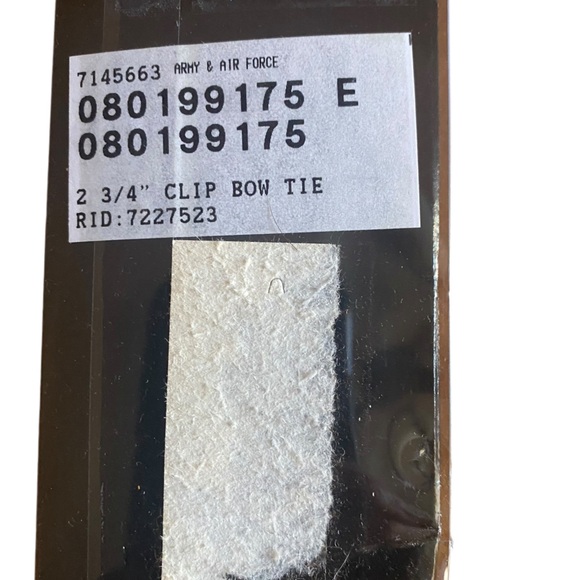 7145663 ARMY & AIR FORCE
080199175 E
080199175
2 3/4" CLIP BOW TIE
RID:7227523